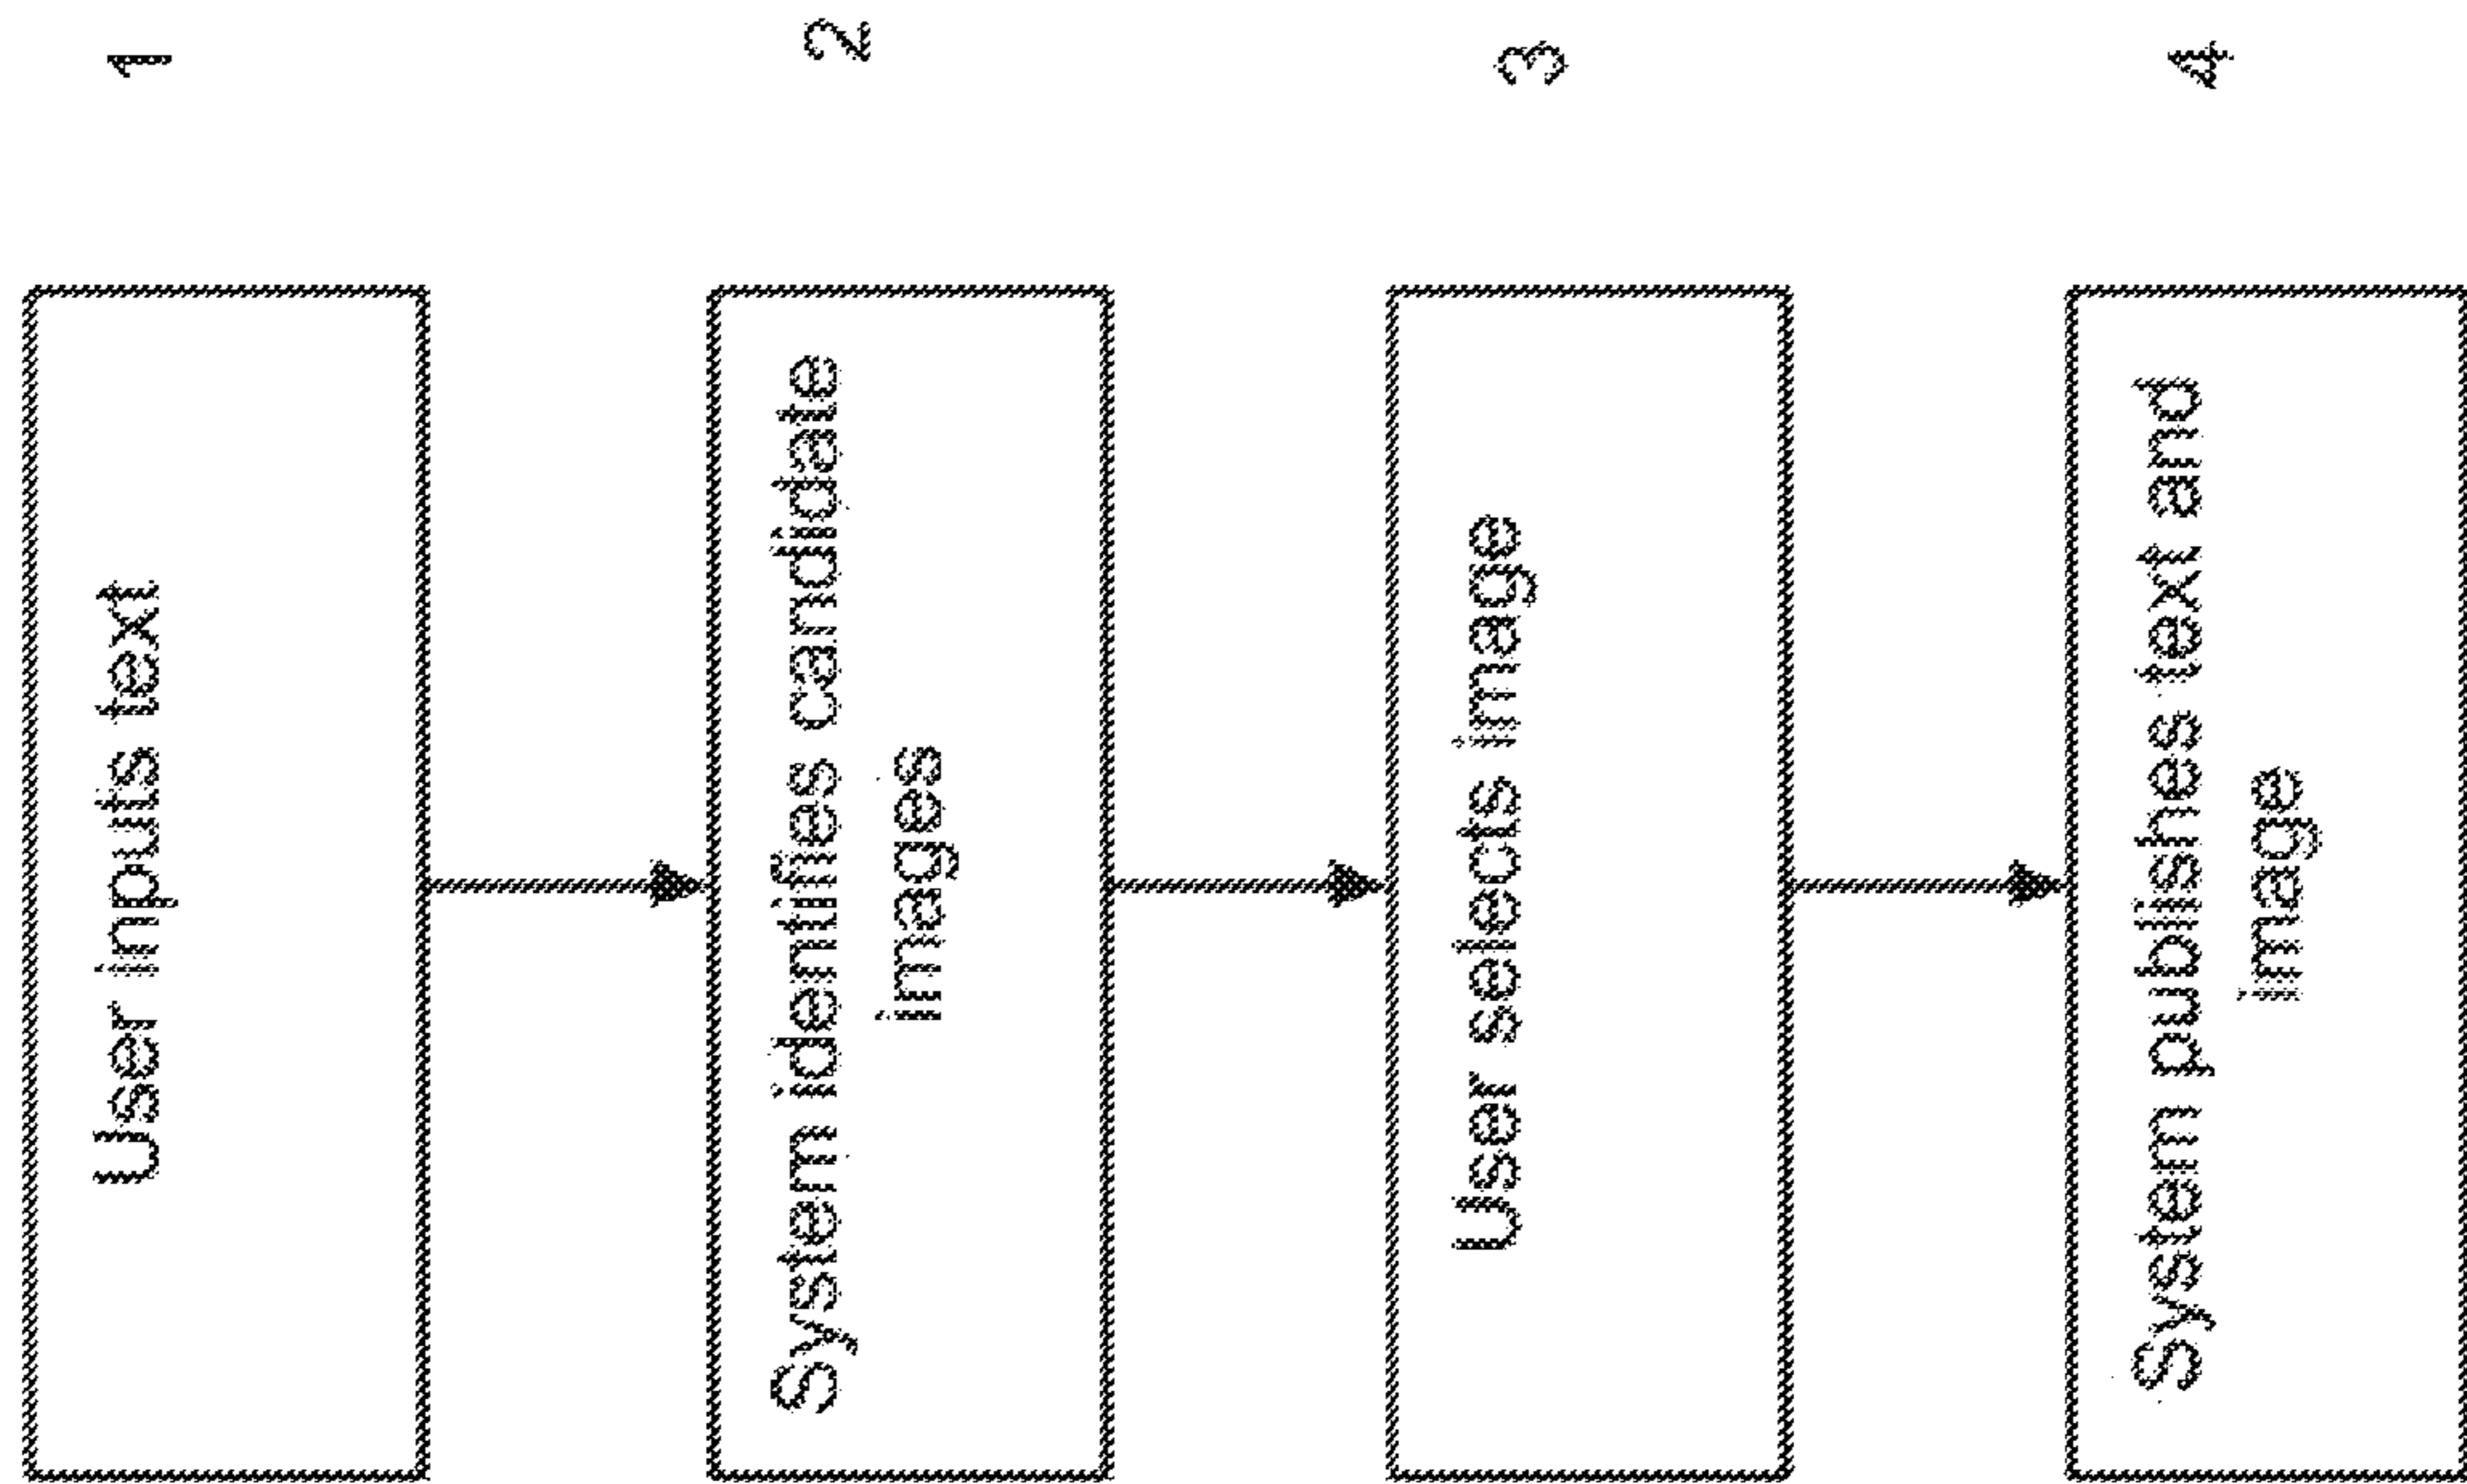 User inputs text
1
System identifies candidate
images
2
User selects image
3
System publishes text and
image
4